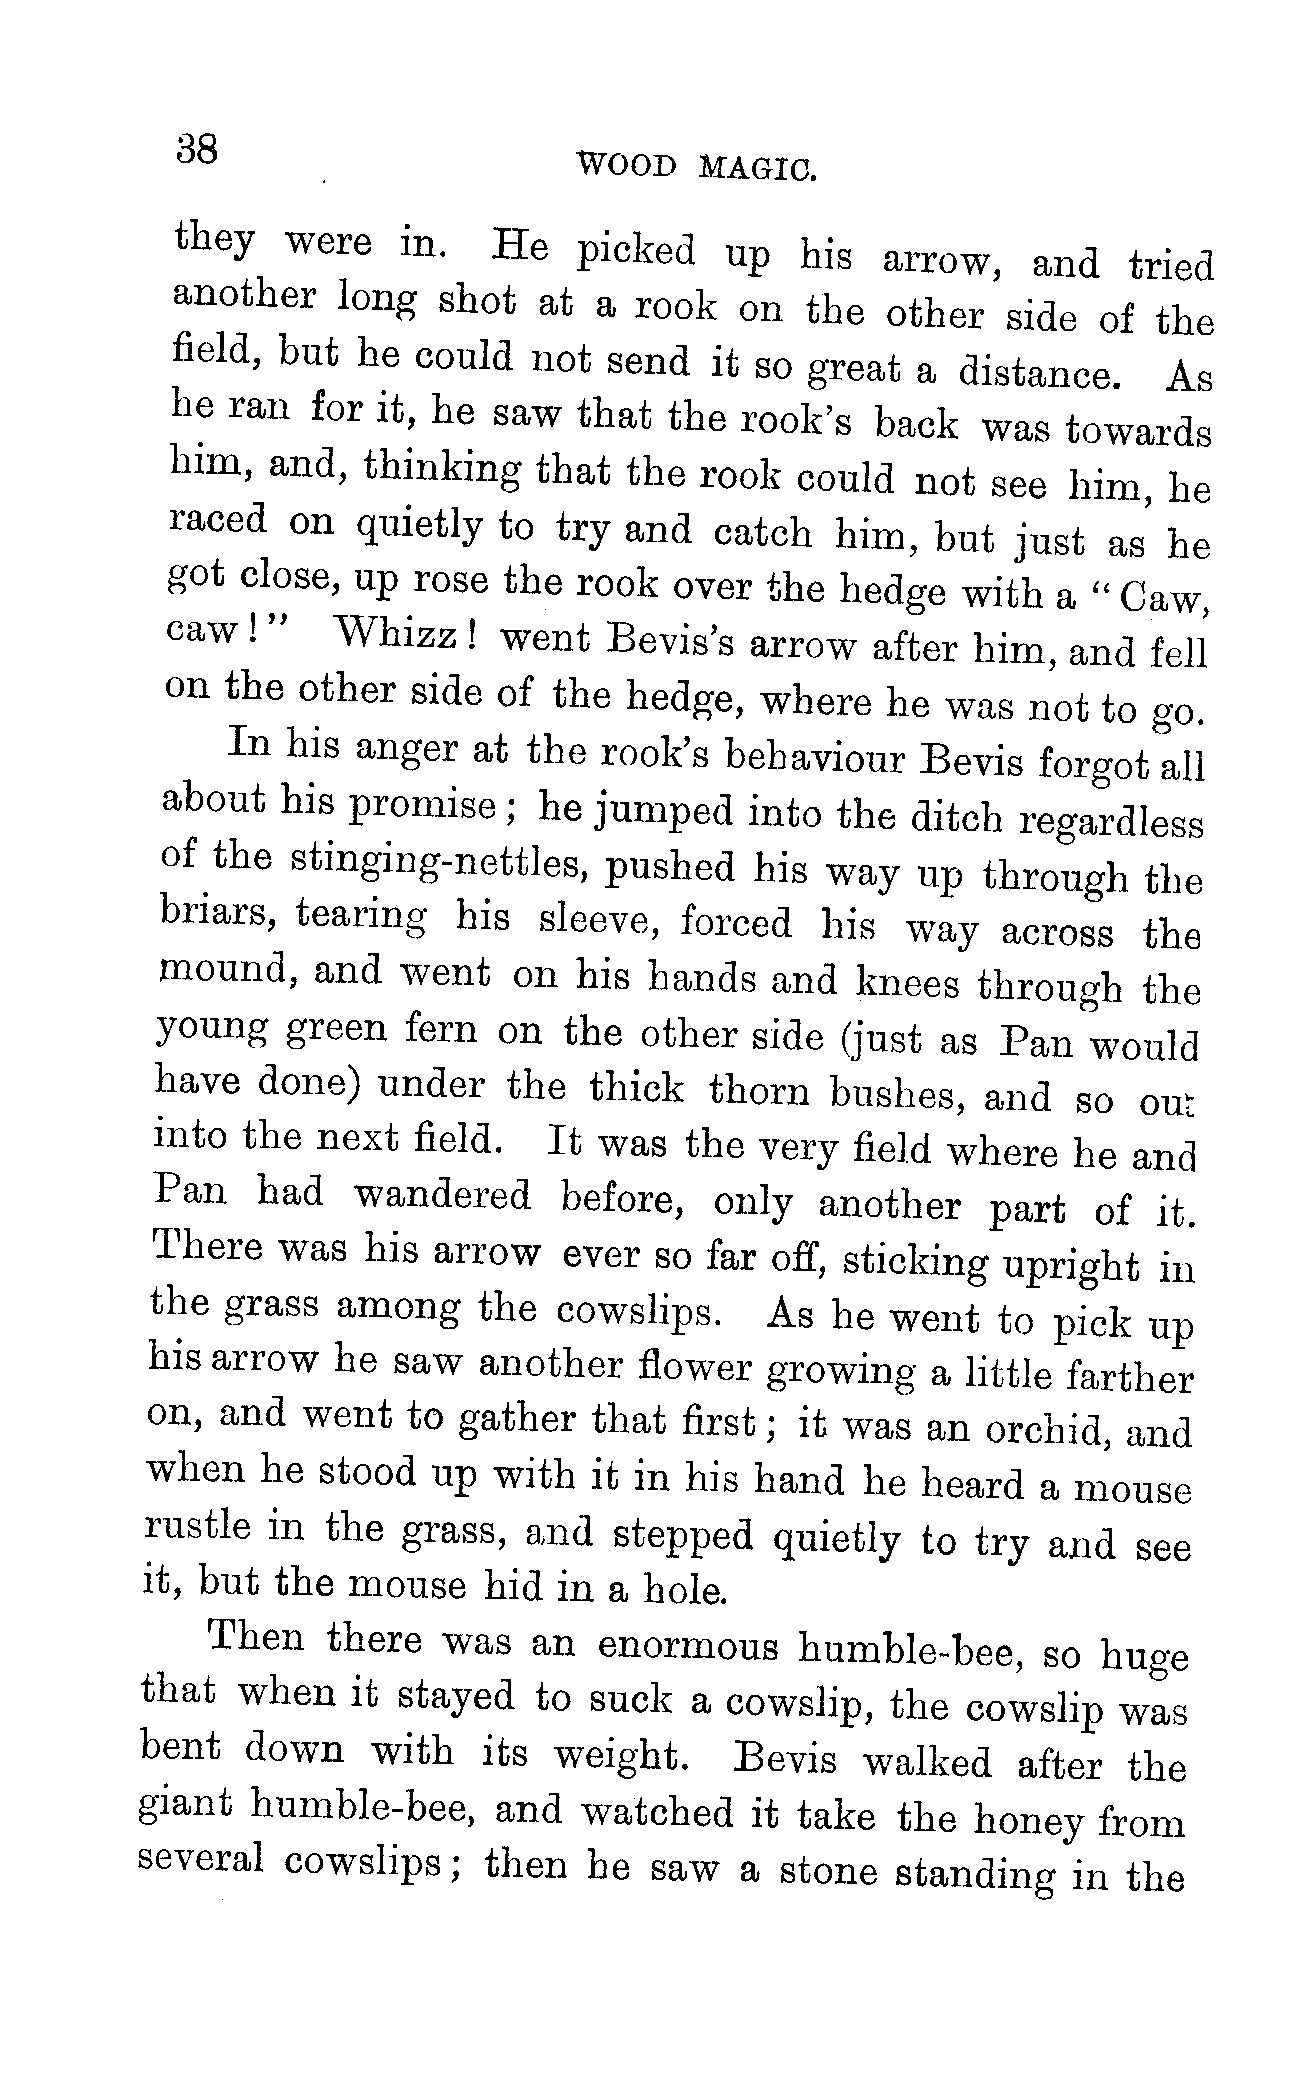 38
WOOD MAGIC.
they were in. He picked up his arrow, and tried
another long shot at a rook on the other side of the
field, but he could not send it so great a distance. As
he ran for it, he saw that the rook's back was towards
him, and, thinking that the rook could not see him, he
raced on quietly to try and catch him, but just as he
got close, up rose the rook over the hedge with a “ Caw,
caw ! ” Whizz ! went Bevis's arrow after him, and fell
on the other side of the hedge, where he was not to go.
In his anger at the rook's behaviour Bevis forgot all
about his promise ; he jumped into the ditch regardless
of the stinging-nettles, pushed his way up through the
briars, tearing his sleeve, forced his way across the
mound, and went on his hands and knees through the
young green fern on the other side (just as Pan would
have done) under the thick thorn bushes, and so out
into the next field. It was the very field where he and
Pan had wandered before, only another part of it.
There was his arrow ever so far off, sticking upright in
the grass among the cowslips. As he went to pick up
his arrow he saw another flower growing a little farther
on, and went to gather that first ; it was an orchid, and
when he stood up with it in his hand he heard a mouse
rustle in the grass, and stepped quietly to try and see
it, but the mouse hid in a hole.
Then there was an enormous humble-bee, so huge
that when it stayed to suck a cowslip, the cowslip was
bent down with its weight. Bevis walked after the
giant humble-bee, and watched it take the honey from
several cowslips ; then he saw a stone standing in the